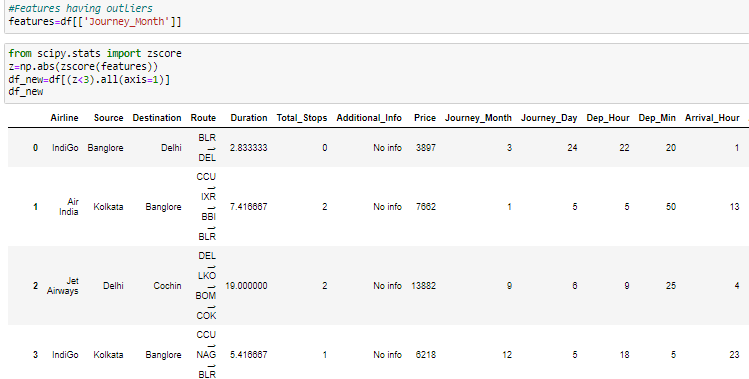 #Features having outliers
features=df[['Journey_Month']]
from scipy.stats import zscore
z=np.abs(zscore(features))
df_new=df[(z<3).all(axis=1)]
df_new
Airline Source Destination Route Duration Total_Stops Additional_Info Price Journey_Month Journey_Day Dep_Hour Dep_Min Arrival_Hour
0 IndiGo Banglore Delhi BLR → DEL 2.833333 0 No info 3897 3 24 22 20 1
1 Air India Kolkata Banglore CCU → IXR → BBI → BLR 7.416667 2 No info 7662 1 5 5 50 13
2 Jet Airways Delhi Cochin DEL → LKO → BOM → COK 19.000000 2 No info 13882 9 6 9 25 4
3 IndiGo Kolkata Banglore CCU → NAG → BLR 5.416667 1 No info 6218 12 5 18 5 23